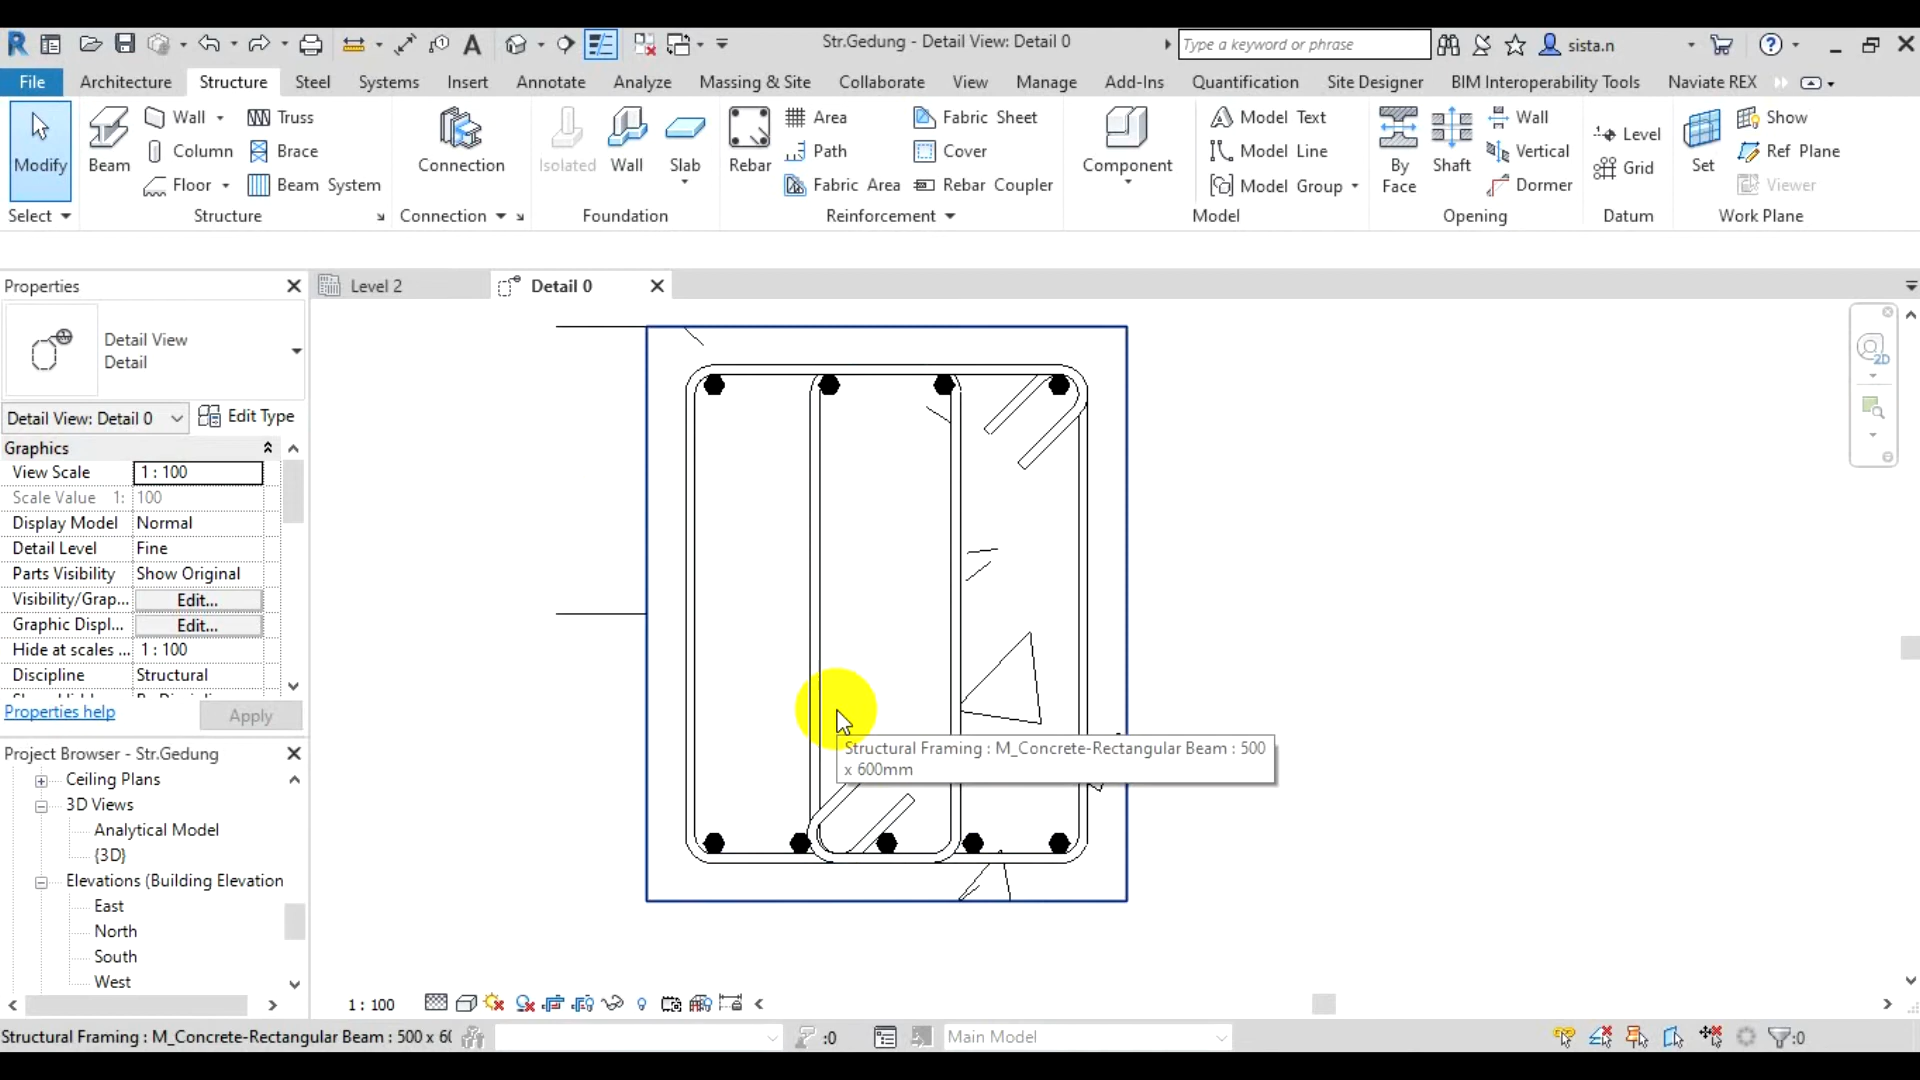 Str.Gedung - Detail View: Detail 0
Type a keyword or phrase
sista.n
File Architecture Structure Steel Systems Insert Annotate Analyze Massing & Site Collaborate View Manage Add-Ins Quantification Site Designer BIM Interoperability Tools Naviate REX
Modify
Select
Beam
Wall
Column
Floor
Truss
Brace
Beam System
Structure
Connection
Connection
Isolated
Wall
Slab
Foundation
Rebar
Area
Path
Fabric Area
Fabric Sheet
Cover
Rebar Coupler
Reinforcement
Component
Model Text
Model Line
Model Group
Model
By
Face
Shaft
Wall
Vertical
Dormer
Opening
Level
Grid
Datum
Set
Show
Ref Plane
Viewer
Work Plane
Properties
Level 2
Detail 0
2D
Detail View
Detail
Detail View: Detail 0
Edit Type
Graphics
View Scale 1 : 100
Scale Value 1: 100
Display Model Normal
Detail Level Fine
Parts Visibility Show Original
Visibility/Grap... Edit...
Graphic Displ... Edit...
Hide at scales ... 1 : 100
Discipline Structural
Properties help
Apply
Structural Framing : M_Concrete-Rectangular Beam : 500
x 600mm
Project Browser - Str.Gedung
Ceiling Plans
3D Views
Analytical Model
{3D}
Elevations (Building Elevation
East
North
South
West
1 : 100
Structural Framing : M_Concrete-Rectangular Beam : 500 x 6(
:0
Main Model
:0